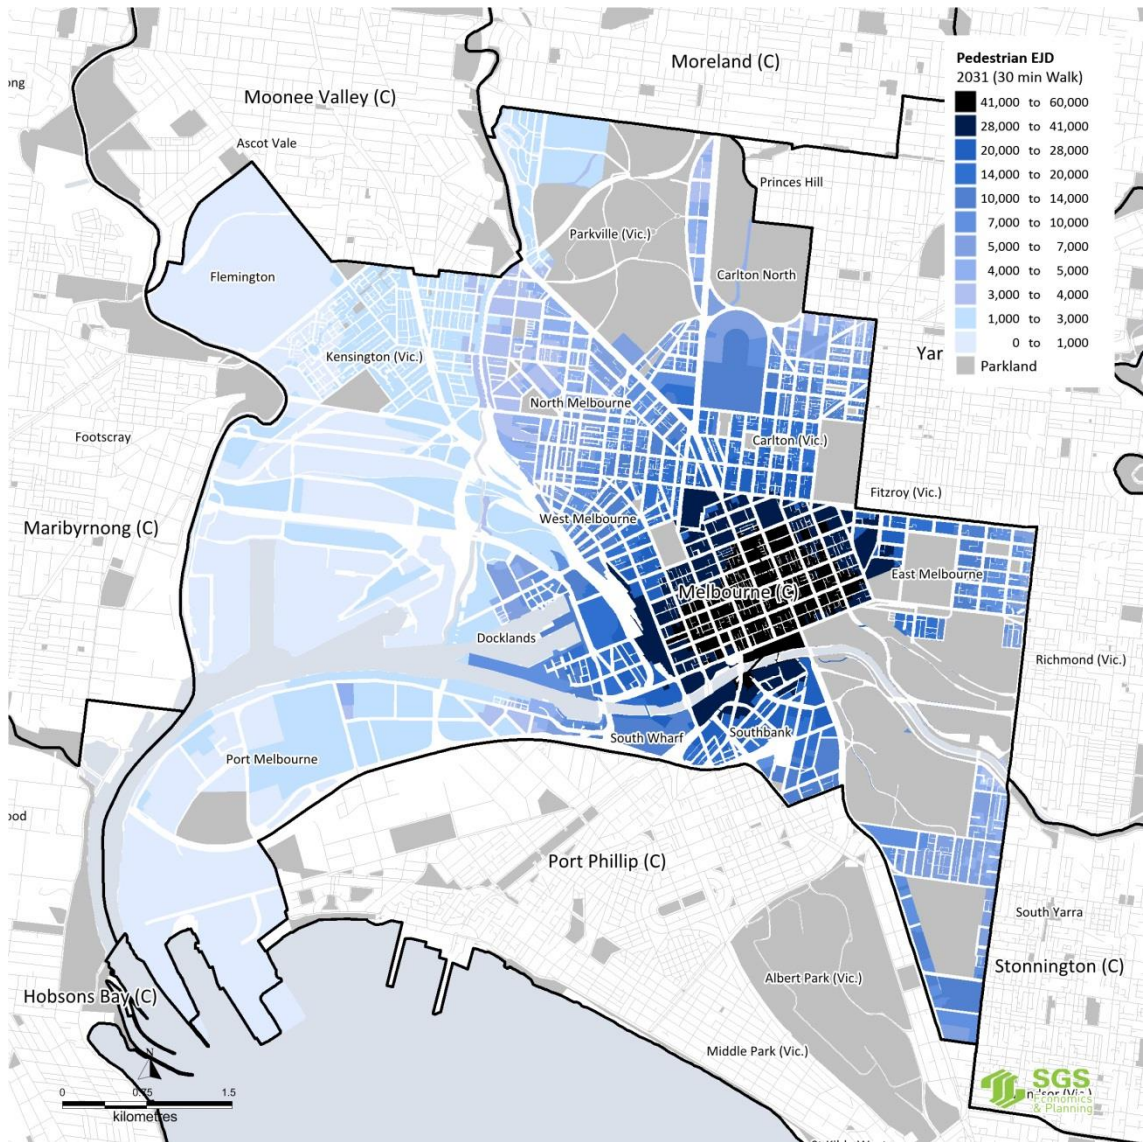 Moreland (C)
Moonee Valley (C)
ong
Ascot Vale
Pedestrian EJD
2031 (30 min Walk)
41,000 to 60,000
28,000 to 41,000
20,000 to 28,000
14,000 to 20,000
10,000 to 14,000
7,000 to 10,000
5,000 to 7,000
4,000 to 5,000
3,000 to 4,000
1,000 to 3,000
0 to 1,000
Parkland
Princes Hill
Parkville (Vic.)
Flemington
Carlton North
Kensington (Vic.)
Yar
North Melbourne
Footscray
Carlton (Vic.)
Fitzroy (Vic.)
Maribyrnong (C)
West Melbourne
East Melbourne
Melbourne (C)
Docklands
Richmond (Vic.)
South Wharf
Southbank
Port Melbourne
ood
Port Phillip (C)
South Yarra
Stonnington (C)
Albert Park (Vic.)
Hobsons Bay (C)
Middle Park (Vic.)
N
0 0.75 1.5
kilometres
SGS
Economics
& Planning
ndsor (Vic.)